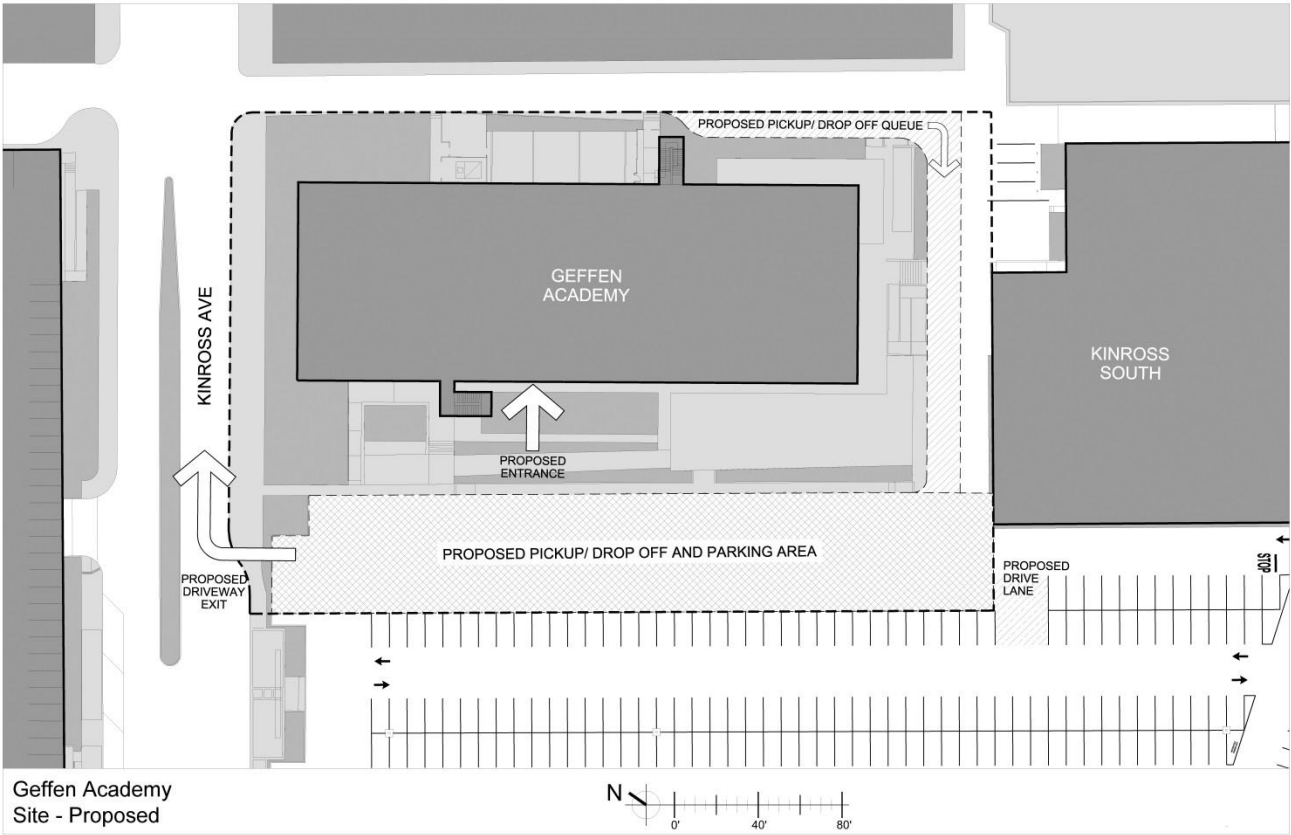 PROPOSED PICKUP/ DROP OFF QUEUE
GEFFEN
ACADEMY
KINROSS AVE
KINROSS
SOUTH
PROPOSED
ENTRANCE
PROPOSED PICKUP/ DROP OFF AND PARKING AREA
PROPOSED
DRIVEWAY
EXIT
PROPOSED
DRIVE
LANE
STOP
Geffen Academy
Site - Proposed
N
0' 40' 80'